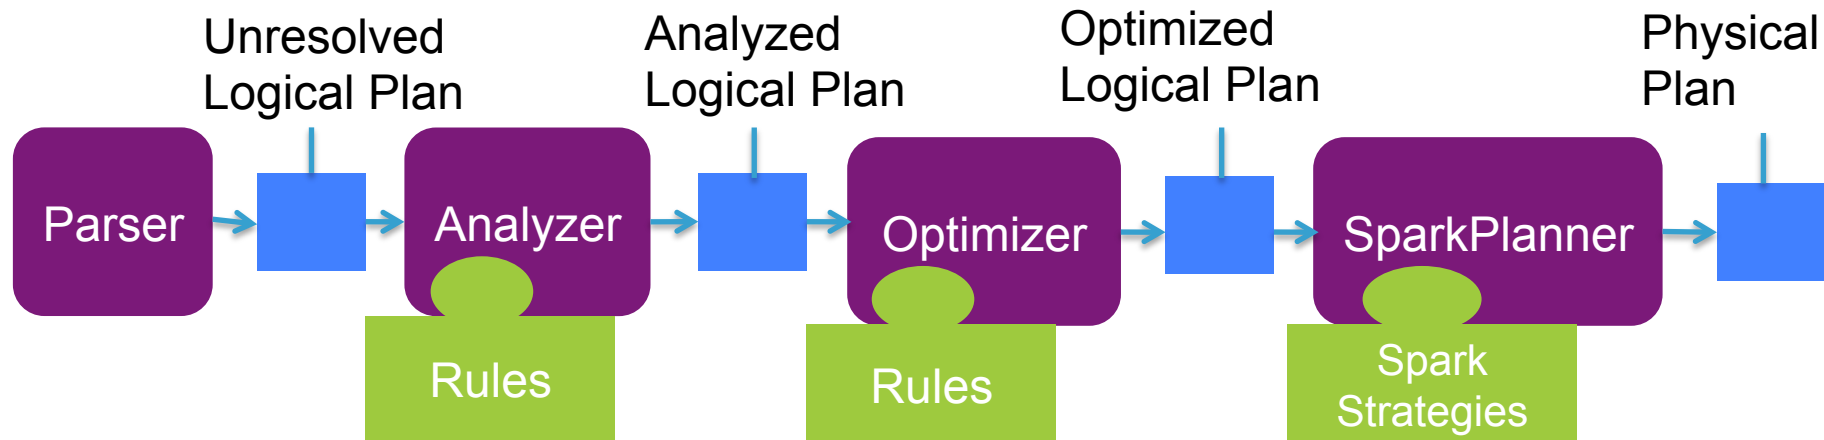 Unresolved
Logical Plan
Analyzed
Logical Plan
Optimized
Logical Plan
Physical
Plan
Parser
Analyzer
Optimizer
SparkPlanner
Rules
Rules
Spark
Strategies